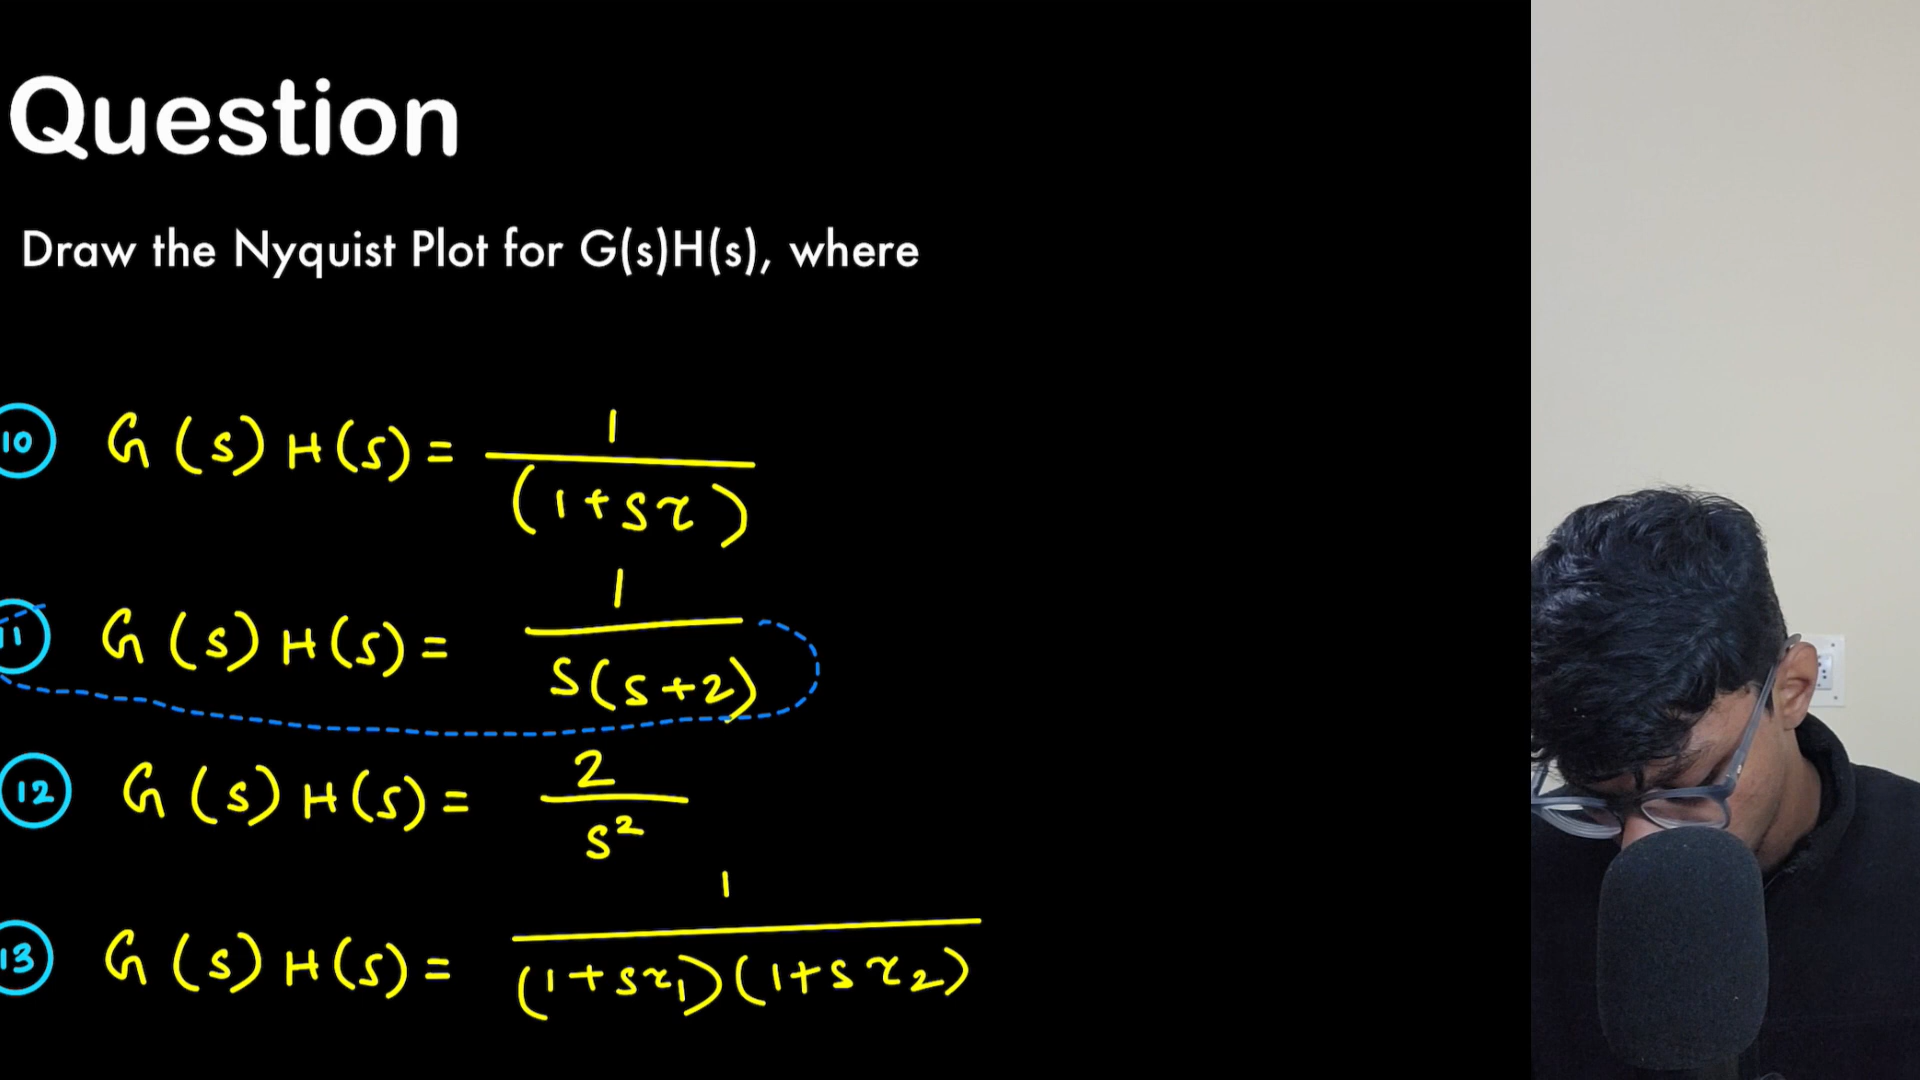 Question
Draw the Nyquist Plot for G(s)H(s), where
10 G(s)H(s) = 1/(1+sτ)
11 G(s)H(s) = 1/s(s+2)
12 G(s)H(s) = 2/s²
13 G(s)H(s) = 1/(1+sτ₁)(1+sτ₂)